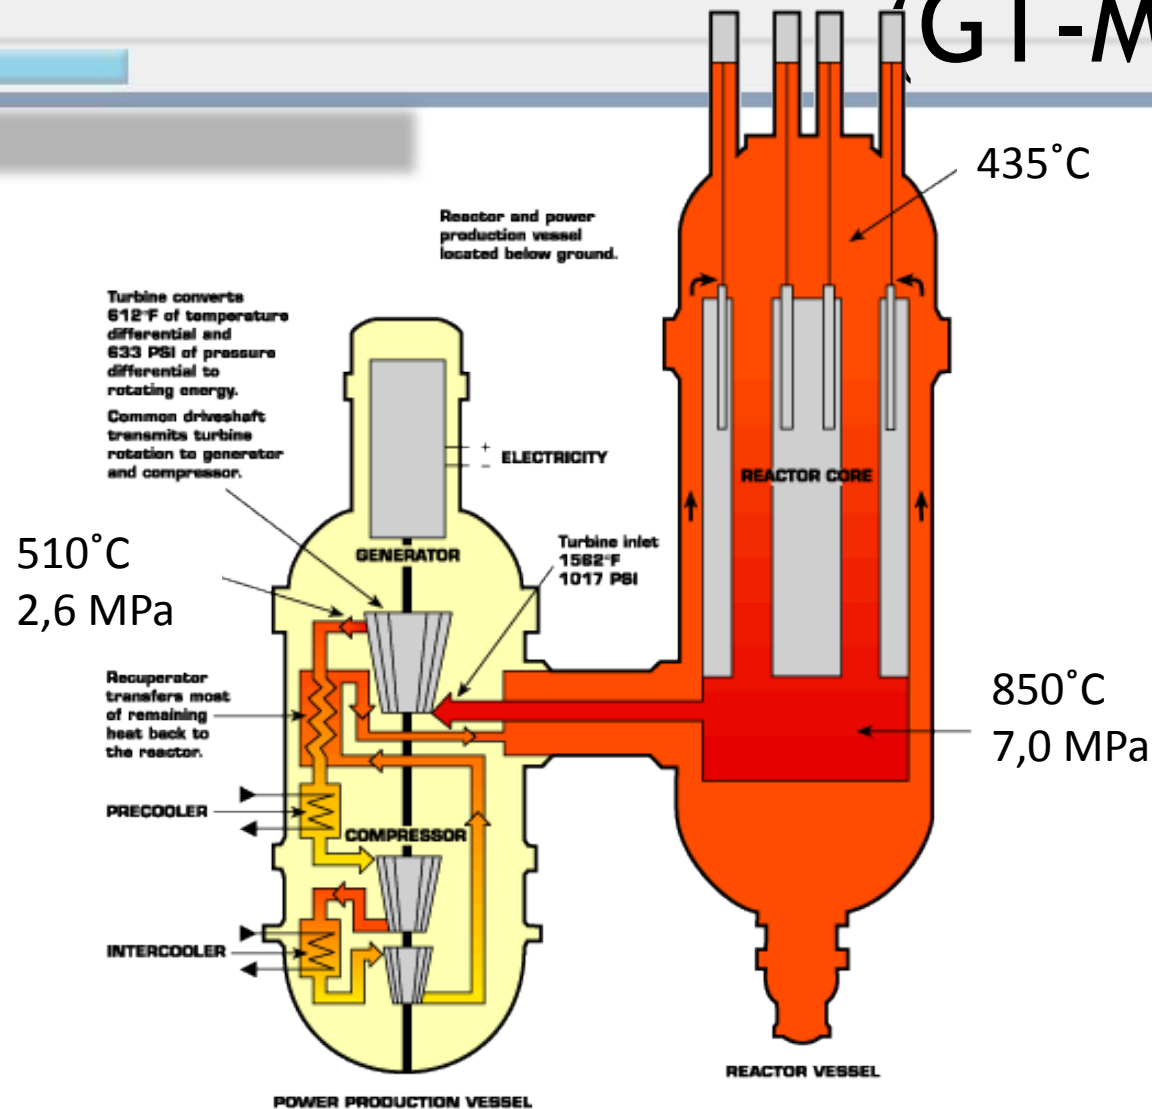 (GT-M
435˚C
Reactor and power
production vessel
located below ground.
Turbine converts
612°F of temperature
differential and
633 PSI of pressure
differential to
rotating energy.
Common driveshaft
transmits turbine
rotation to generator
and compressor.
+
− ELECTRICITY
REACTOR CORE
510˚C
2,6 MPa
GENERATOR
Turbine inlet
1562°F
1017 PSI
Recuperator
transfers most
of remaining
heat back to
the reactor.
850˚C
7,0 MPa
PRECOOLER
COMPRESSOR
INTERCOOLER
REACTOR VESSEL
POWER PRODUCTION VESSEL